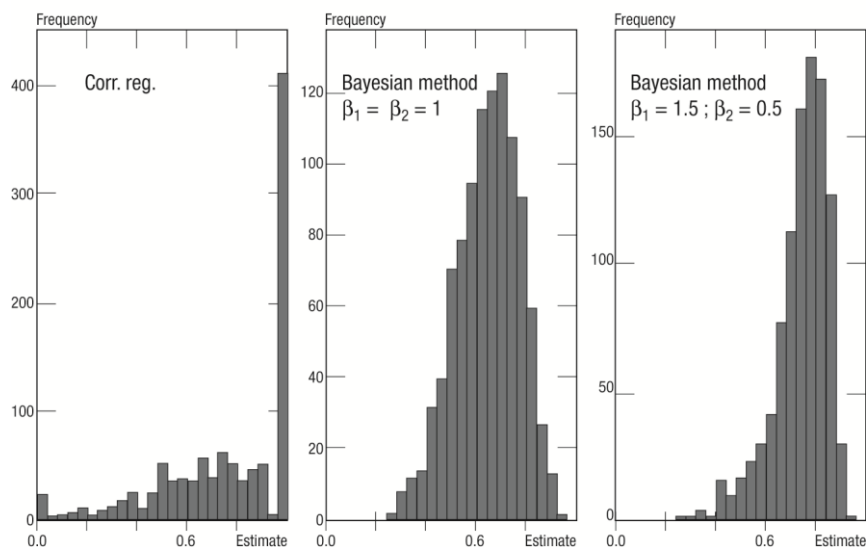 Frequency
Corr. reg.
400
300
200
100
0
0.0
0.6
Estimate
Frequency
Bayesian method
β₁ = β₂ = 1
120
100
80
60
40
20
0
0.0
0.6
Estimate
Frequency
Bayesian method
β₁ = 1.5 ; β₂ = 0.5
150
100
50
0
0.0
0.6
Estimate